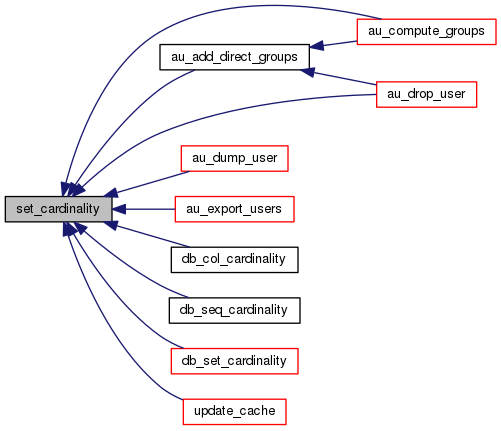 au_compute_groups
au_add_direct_groups
au_drop_user
au_dump_user
set_cardinality
au_export_users
db_col_cardinality
db_seq_cardinality
db_set_cardinality
update_cache